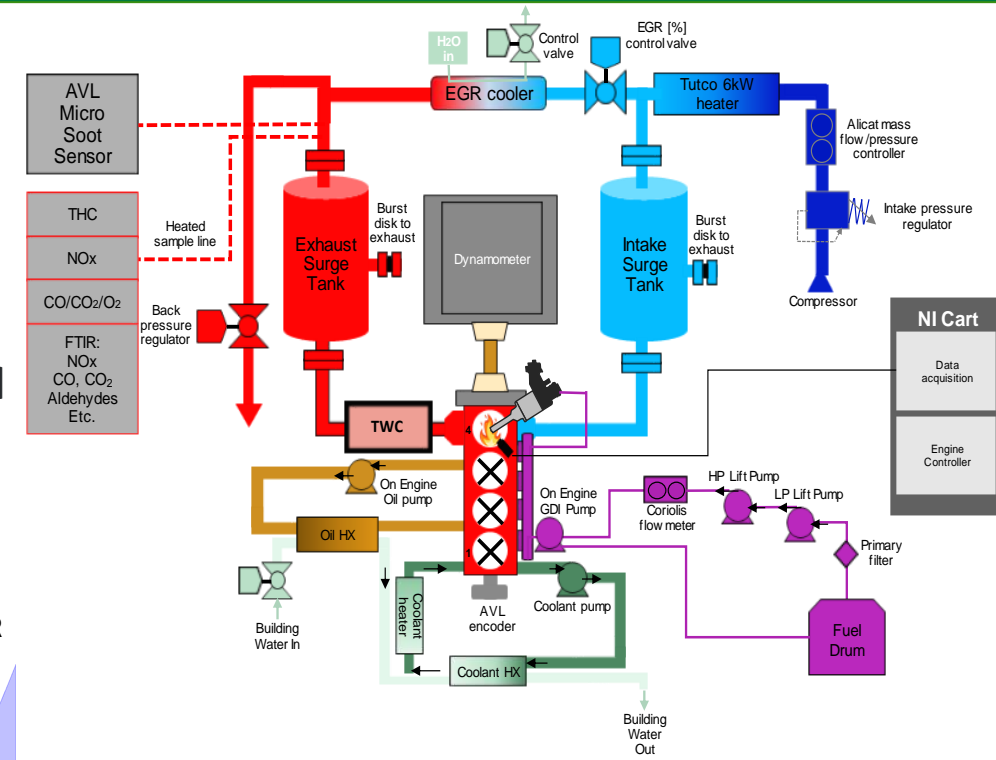 H₂O
in
Control
valve
EGR [%]
control valve
EGR cooler
Tutco 6kW
heater
Alicat mass
flow /pressure
controller
Intake pressure
regulator
Compressor
AVL
Micro
Soot
Sensor
THC
NOx
CO/CO₂/O₂
FTIR:
NOx
CO, CO₂
Aldehydes
Etc.
Heated
sample line
Back
pressure
regulator
Exhaust
Surge
Tank
Burst
disk to
exhaust
Dynamometer
Intake
Surge
Tank
Burst
disk to
exhaust
NI Cart
Data
acquisition
Engine
Controller
TWC
4
1
On Engine
Oil pump
Oil HX
On Engine
GDI Pump
Coriolis
flow meter
HP Lift Pump
LP Lift Pump
Primary
filter
Fuel
Drum
Building
Water In
Coolant
heater
AVL
encoder
Coolant pump
Coolant HX
Building
Water
Out